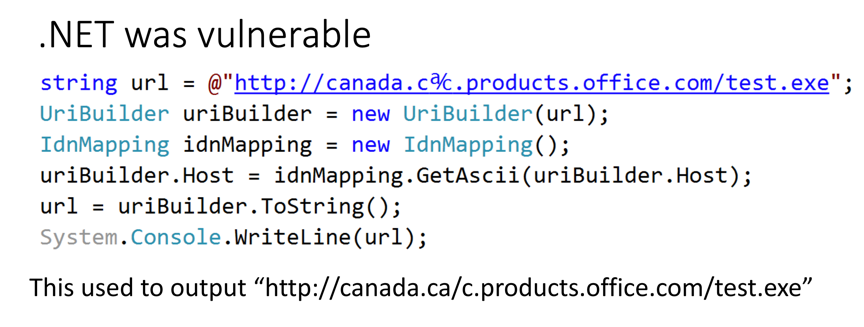 .NET was vulnerable
string url = @"http://canada.c℀.products.office.com/test.exe";
UriBuilder uriBuilder = new UriBuilder(url);
IdnMapping idnMapping = new IdnMapping();
uriBuilder.Host = idnMapping.GetAscii(uriBuilder.Host);
url = uriBuilder.ToString();
System.Console.WriteLine(url);
This used to output “http://canada.ca/c.products.office.com/test.exe”